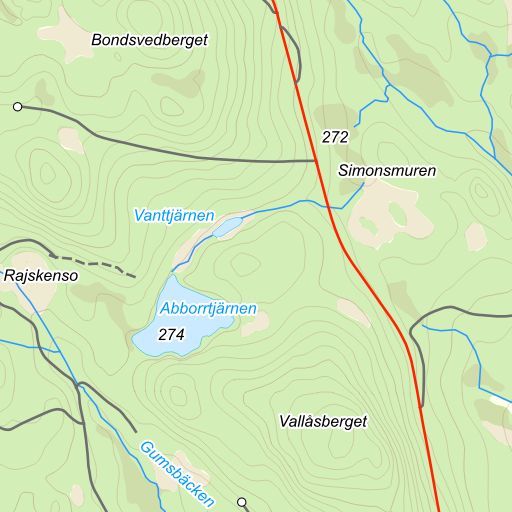 Bondsvedberget
272
Simonsmuren
Vanttjärnen
Rajskenso
Abborrtjärnen
274
Vallåsberget
Gumsbäcken